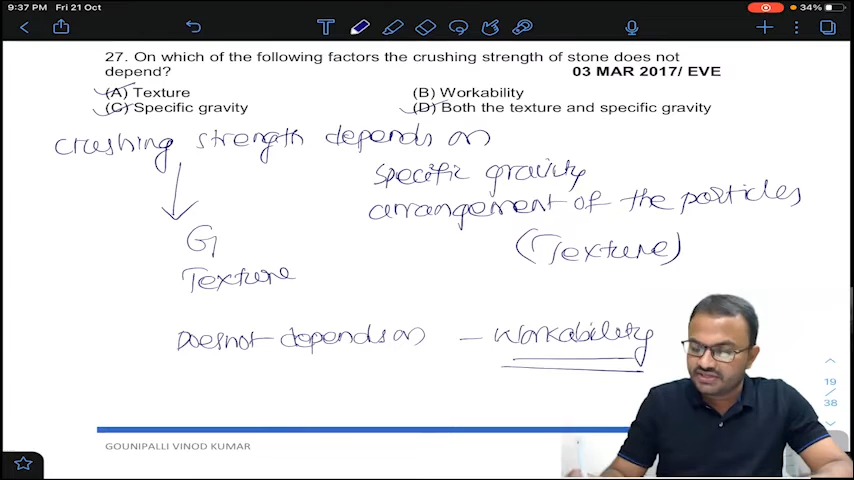 9:37 PM Fri 21 Oct
34%
27. On which of the following factors the crushing strength of stone does not
depend?
03 MAR 2017/ EVE
(A) Texture
(B) Workability
(C) Specific gravity
(D) Both the texture and specific gravity
crushing strength depends on
specific gravity
arrangement of the particles
(Texture)
G
Texture
Doesnot depends on - workability
19
/
38
GOUNIPALLI VINOD KUMAR